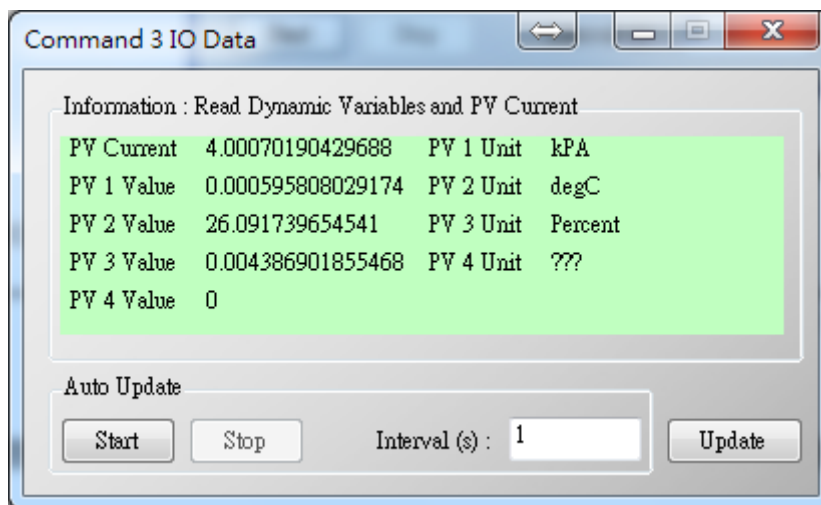 Command 3 IO Data
Information : Read Dynamic Variables and PV Current
PV Current 4.00070190429688 PV 1 Unit kPA
PV 1 Value 0.000595808029174 PV 2 Unit degC
PV 2 Value 26.091739654541 PV 3 Unit Percent
PV 3 Value 0.004386901855468 PV 4 Unit ???
PV 4 Value 0
Auto Update
Start Stop Interval (s) : 1 Update